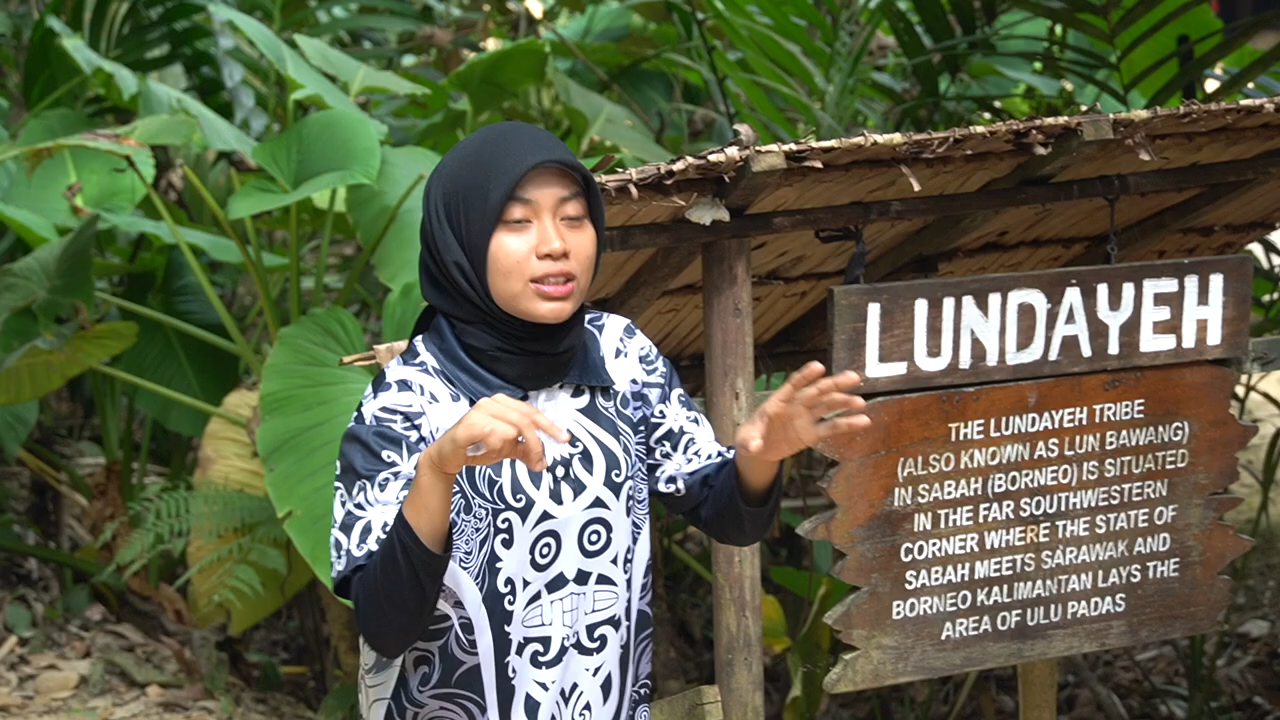 LUNDAYEH
THE LUNDAYEH TRIBE
(ALSO KNOWN AS LUN BAWANG)
IN SABAH (BORNEO) IS SITUATED
IN THE FAR SOUTHWESTERN
CORNER WHERE THE STATE OF
SABAH MEETS SARAWAK AND
BORNEO KALIMANTAN LAYS THE
AREA OF ULU PADAS